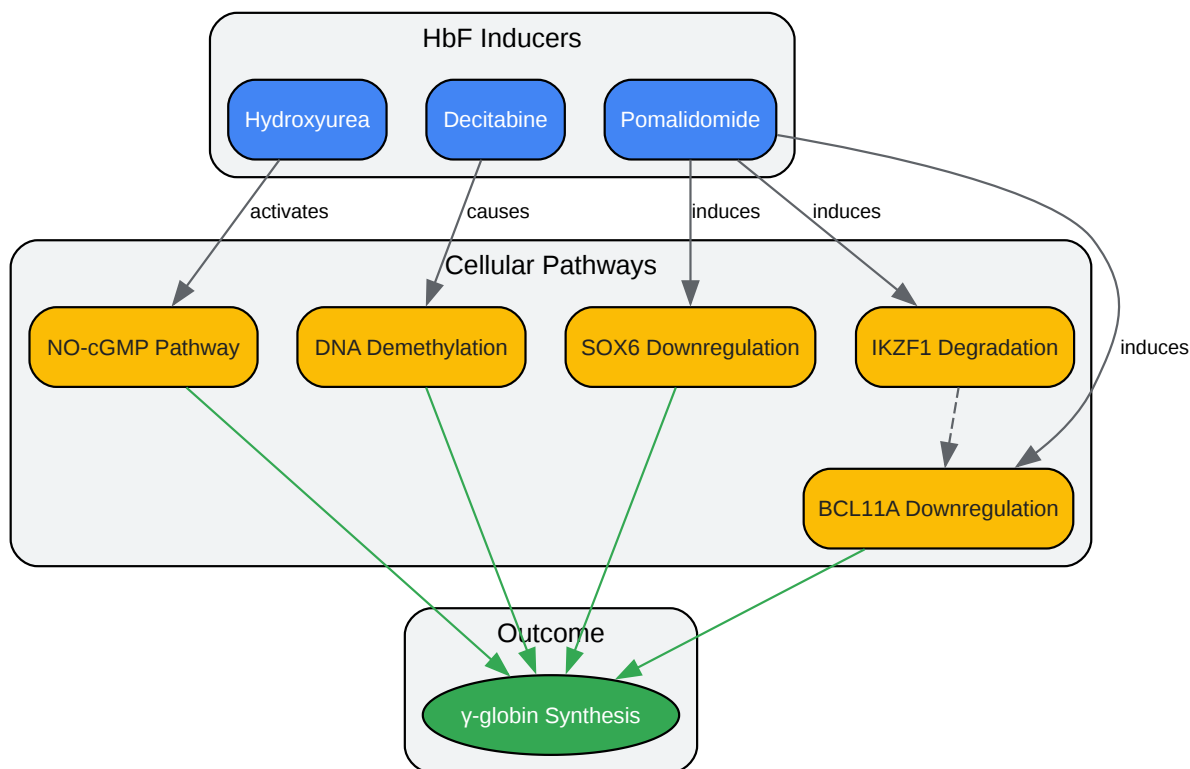 HbF Inducers
Hydroxyurea
Decitabine
Pomalidomide
activates
causes
induces
induces
Cellular Pathways
NO-cGMP Pathway
DNA Demethylation
SOX6 Downregulation
IKZF1 Degradation
induces
BCL11A Downregulation
Outcome
γ-globin Synthesis